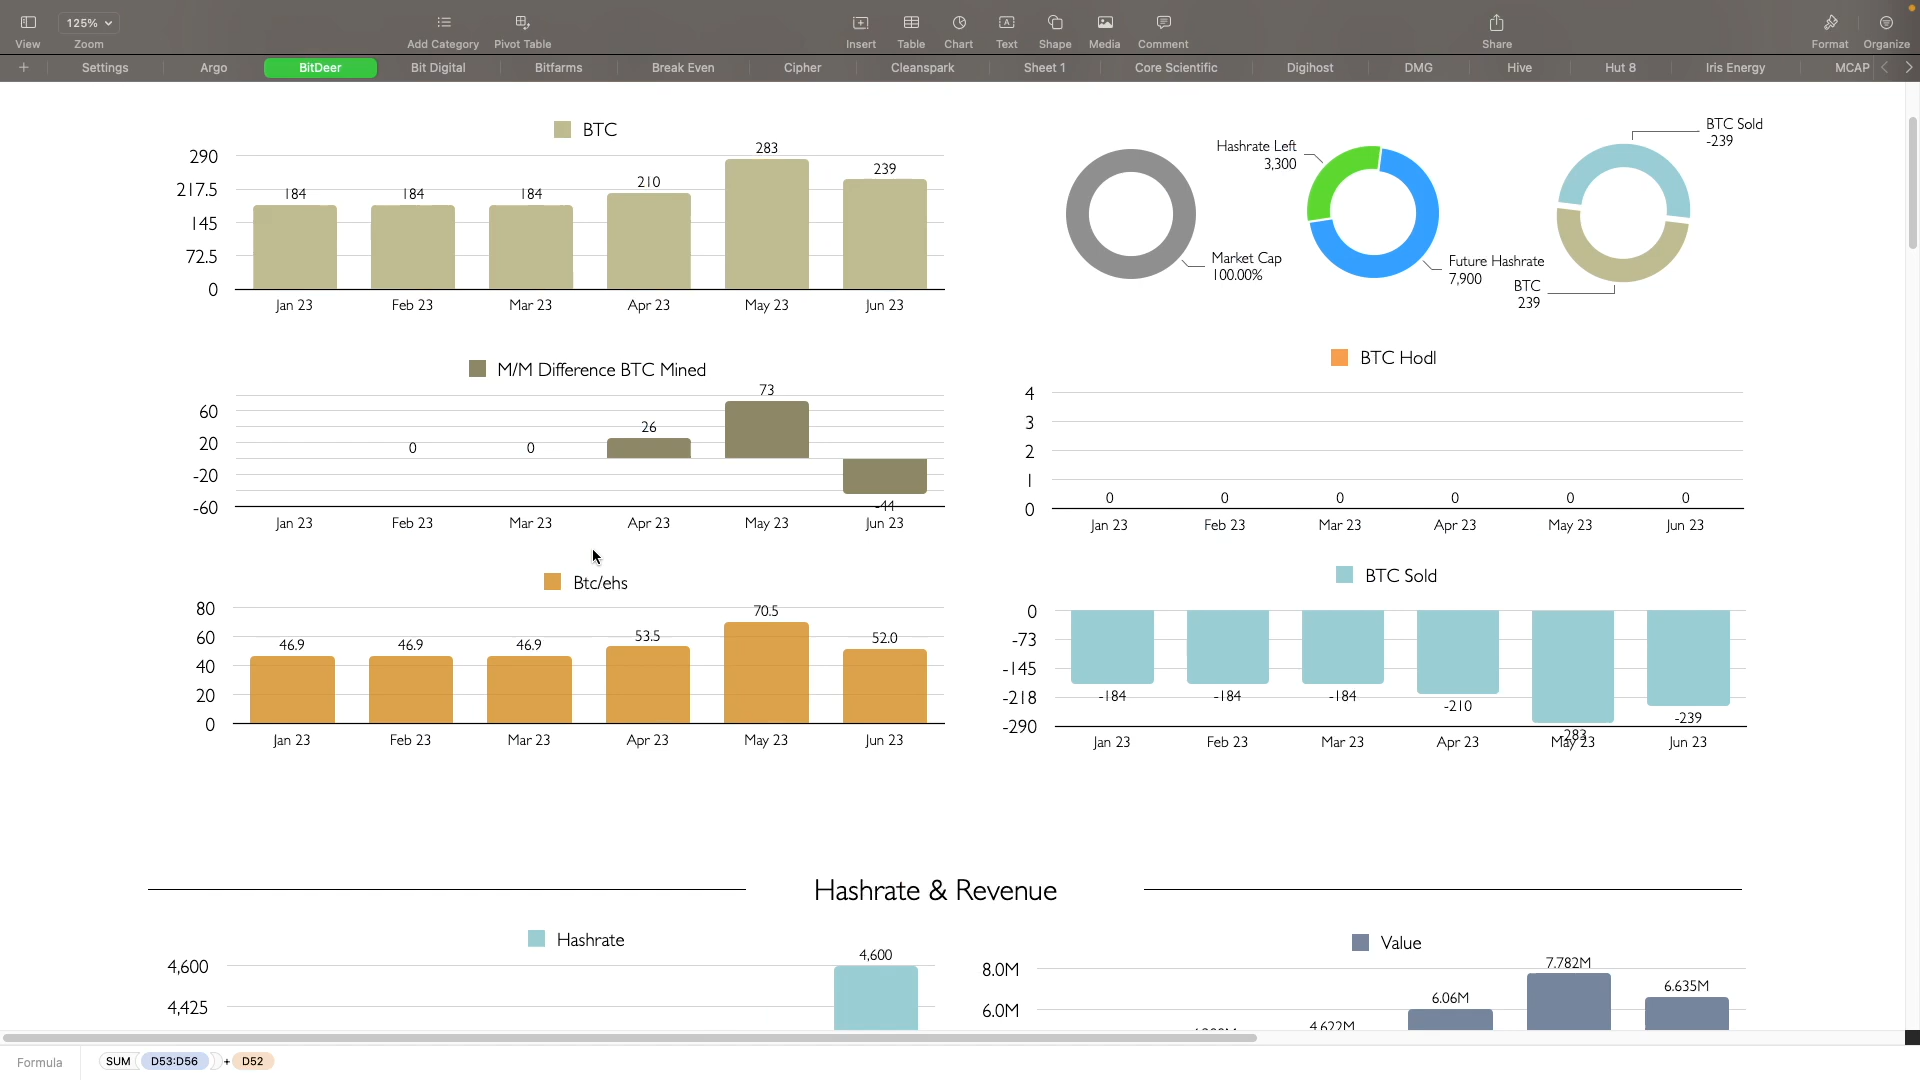 View
125%
Zoom
Add Category
Pivot Table
Insert
Table
Chart
Text
Shape
Media
Comment
Share
Format
Organize
+
Settings
Argo
BitDeer
Bit Digital
Bitfarms
Break Even
Cipher
Cleanspark
Sheet 1
Core Scientific
Digihost
DMG
Hive
Hut 8
Iris Energy
MCAP
BTC
290
217.5
145
72.5
0
184
184
184
210
283
239
Jan 23
Feb 23
Mar 23
Apr 23
May 23
Jun 23
Market Cap
100.00%
Hashrate Left
3,300
Future Hashrate
7,900
BTC Sold
-239
BTC
239
M/M Difference BTC Mined
60
20
-20
-60
0
0
26
73
-44
Jan 23
Feb 23
Mar 23
Apr 23
May 23
Jun 23
BTC Hodl
4
3
2
1
0
0
0
0
0
0
0
Jan 23
Feb 23
Mar 23
Apr 23
May 23
Jun 23
Btc/ehs
80
60
40
20
0
46.9
46.9
46.9
53.5
70.5
52.0
Jan 23
Feb 23
Mar 23
Apr 23
May 23
Jun 23
BTC Sold
0
-73
-145
-218
-290
-184
-184
-184
-210
-283
-239
Jan 23
Feb 23
Mar 23
Apr 23
May 23
Jun 23
Hashrate & Revenue
Hashrate
4,600
4,425
4,600
Value
8.0M
6.0M
4.622M
6.06M
7.782M
6.635M
Formula
SUM ( D53:D56 ) + D52